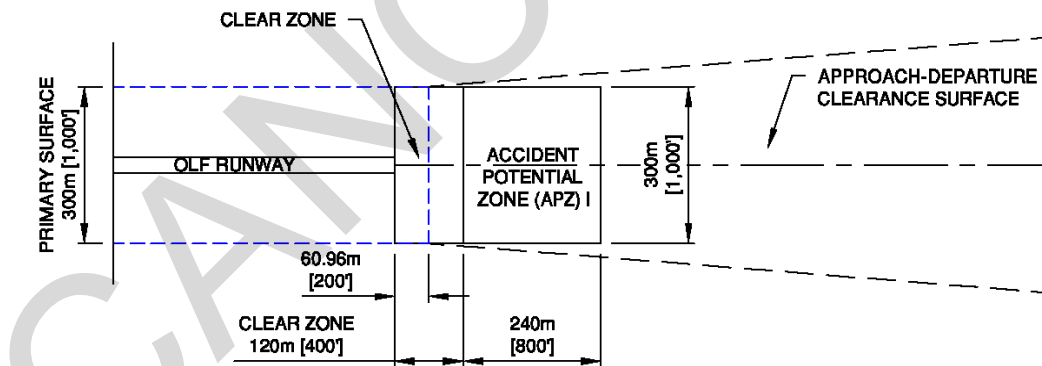 CLEAR ZONE
PRIMARY SURFACE
300m [1,000']
OLF RUNWAY
ACCIDENT
POTENTIAL
ZONE (APZ) I
300m
[1,000']
APPROACH-DEPARTURE
CLEARANCE SURFACE
60.96m
[200']
CLEAR ZONE
120m [400']
240m
[800']